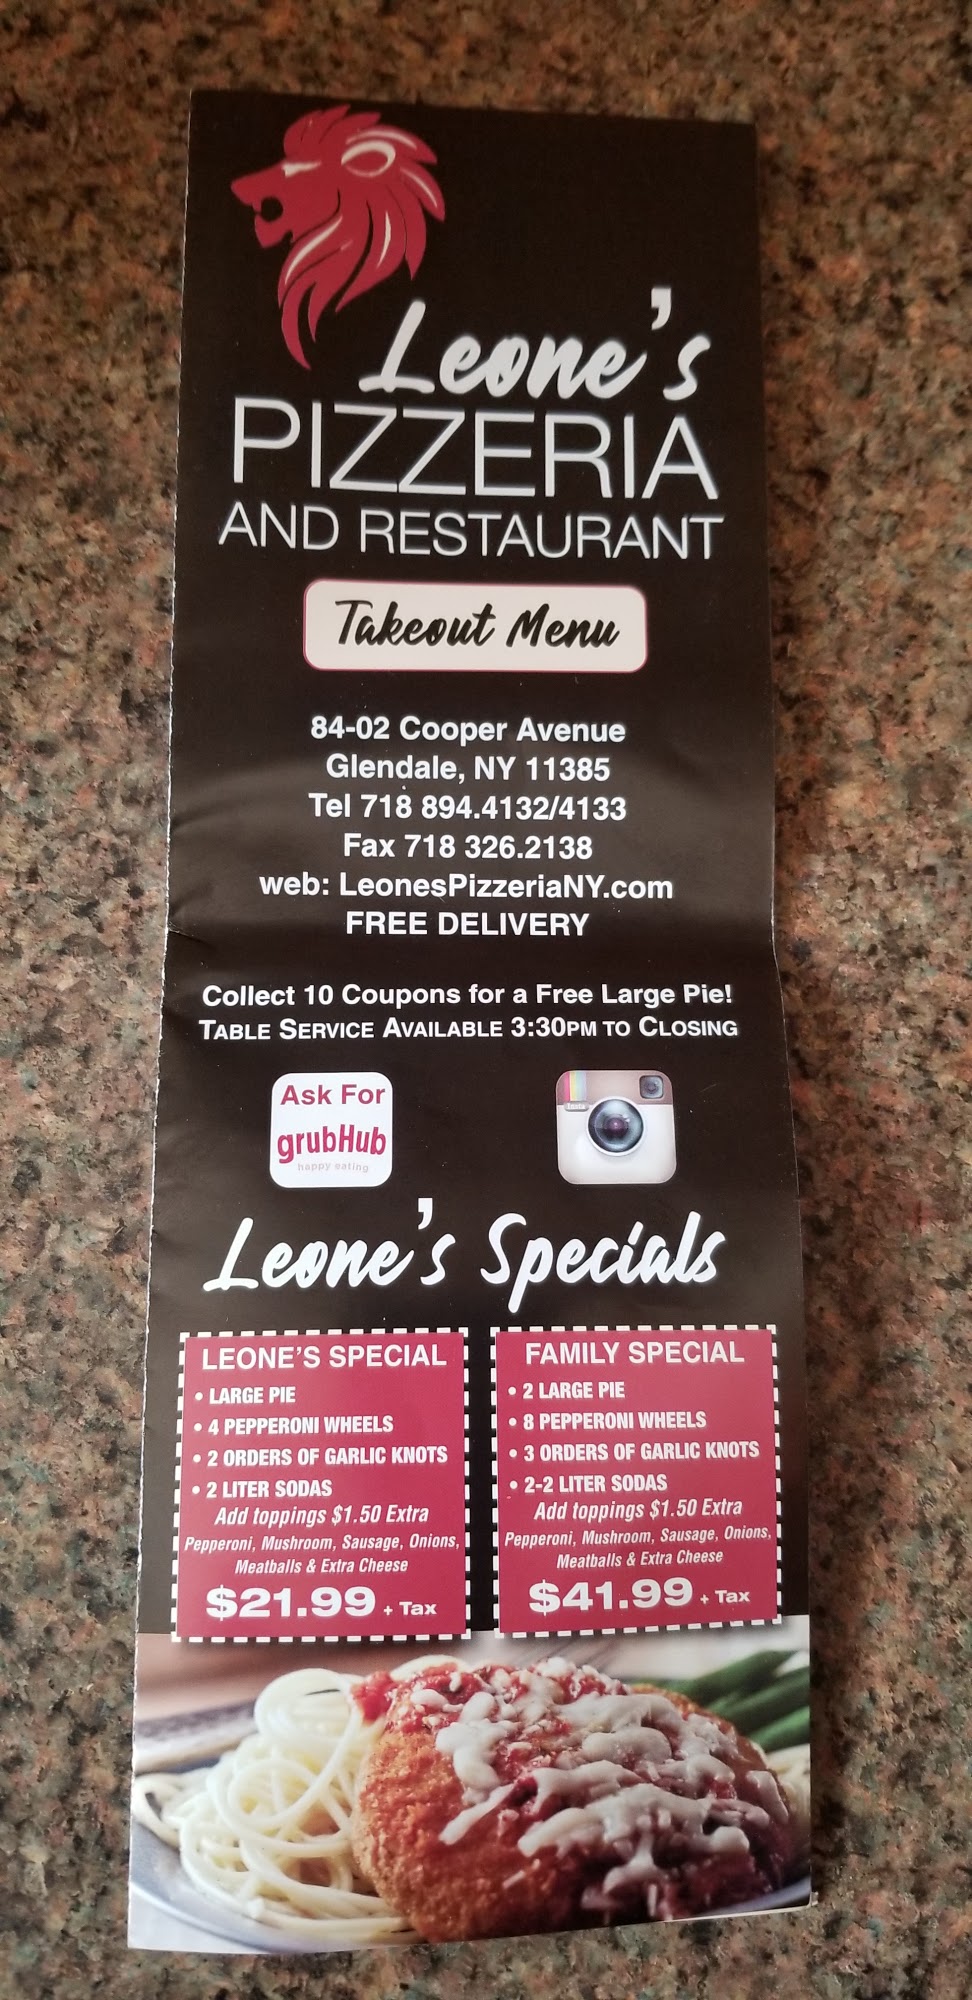 Leone's
PIZZERIA
AND RESTAURANT
Takeout Menu
84-02 Cooper Avenue
Glendale, NY 11385
Tel 718 894.4132/4133
Fax 718 326.2138
web: LeonesPizzeriaNY.com
FREE DELIVERY
Collect 10 Coupons for a Free Large Pie!
TABLE SERVICE AVAILABLE 3:30PM TO CLOSING
Ask For
grubHub
happy eating
Insta
Leone's Specials
LEONE'S SPECIAL
• LARGE PIE
• 4 PEPPERONI WHEELS
• 2 ORDERS OF GARLIC KNOTS
• 2 LITER SODAS
Add toppings $1.50 Extra
Pepperoni, Mushroom, Sausage, Onions,
Meatballs & Extra Cheese
$21.99 + Tax
FAMILY SPECIAL
• 2 LARGE PIE
• 8 PEPPERONI WHEELS
• 3 ORDERS OF GARLIC KNOTS
• 2-2 LITER SODAS
Add toppings $1.50 Extra
Pepperoni, Mushroom, Sausage, Onions,
Meatballs & Extra Cheese
$41.99 + Tax